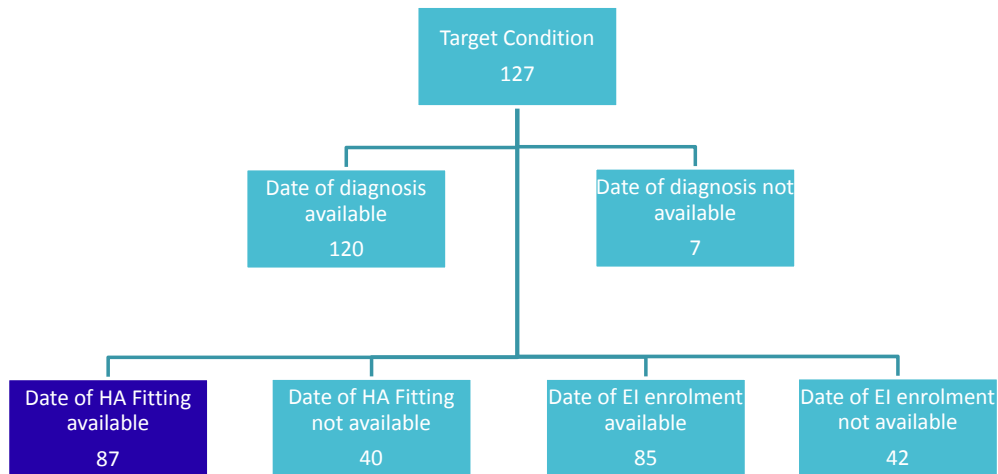 Target Condition
127
Date of diagnosis
available
120
Date of diagnosis not
available
7
Date of HA Fitting
available
87
Date of HA Fitting
not available
40
Date of EI enrolment
available
85
Date of EI enrolment
not available
42